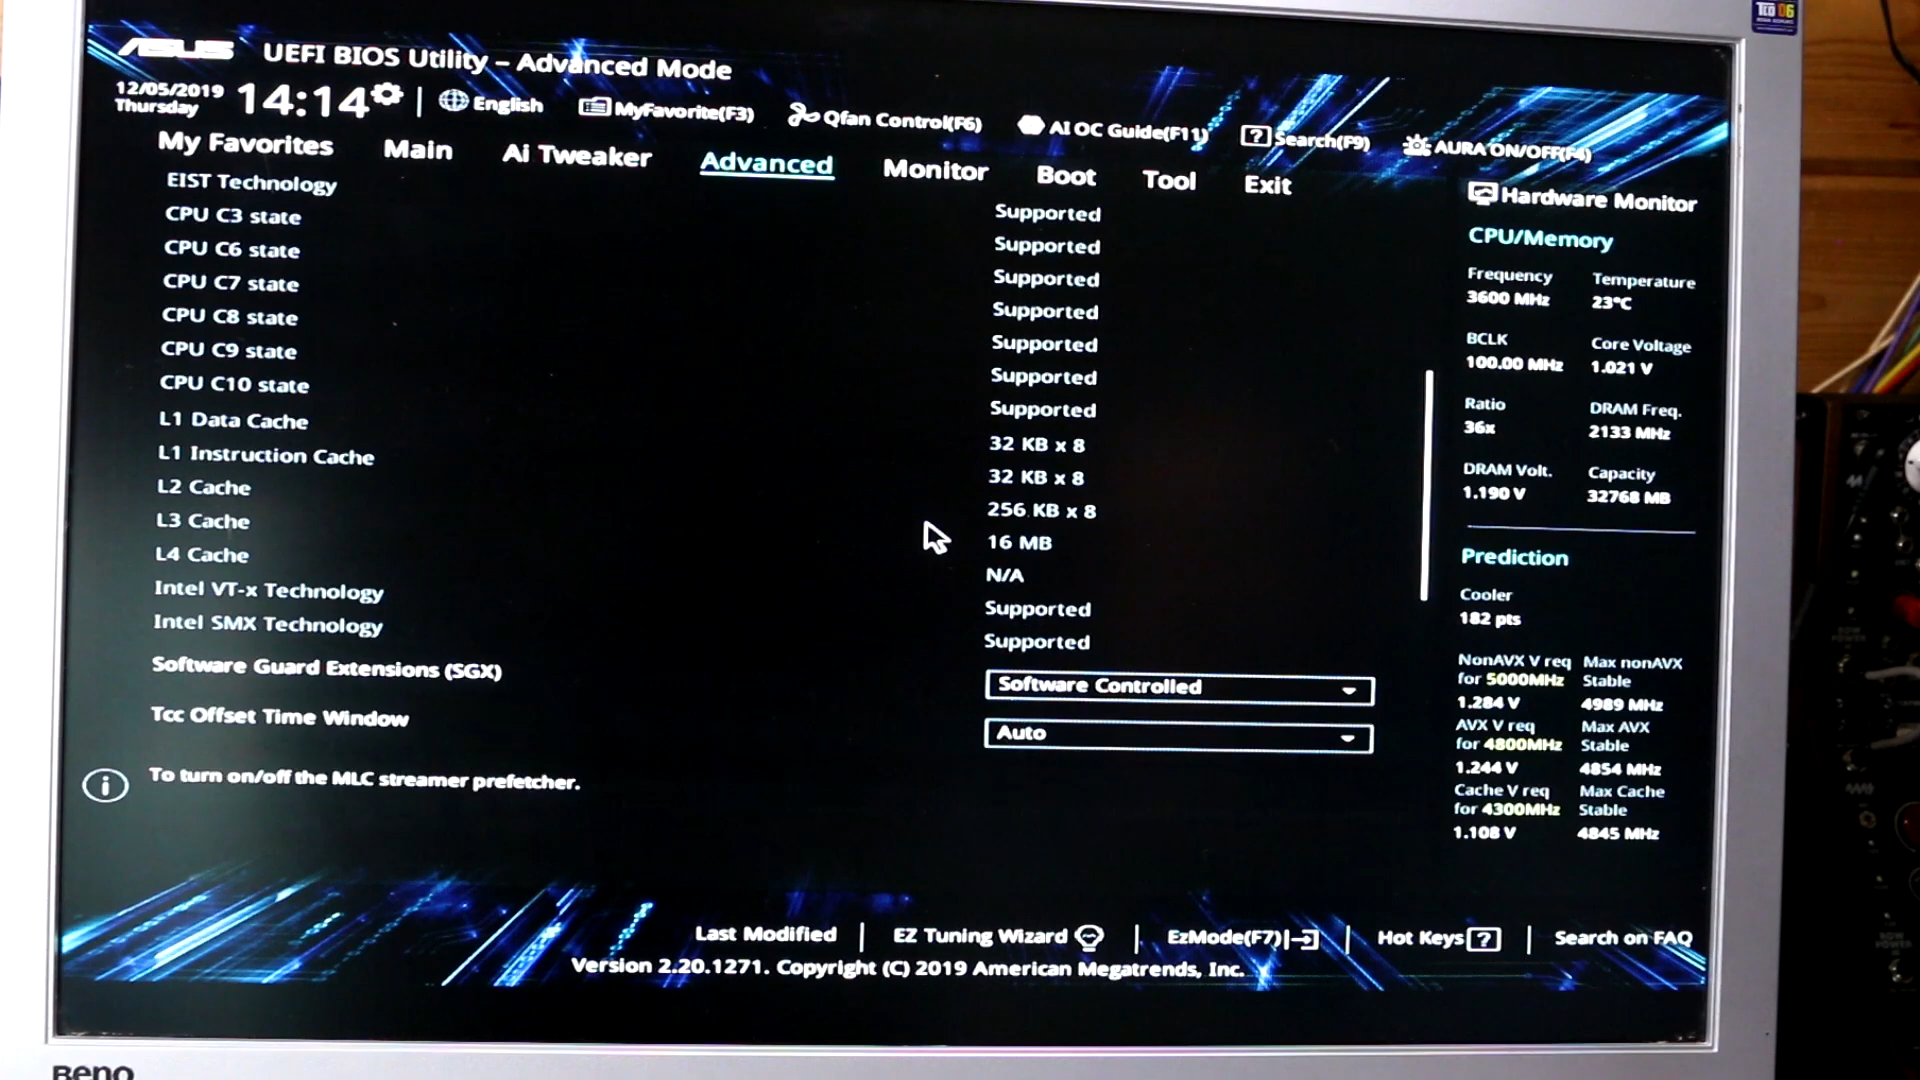 ASUS UEFI BIOS Utility – Advanced Mode
12/05/2019 14:14 | English MyFavorite(F3) Qfan Control(F6) AI OC Guide(F11) ? Search(F9) AURA ON/OFF(F4)
Thursday
My Favorites Main Ai Tweaker Advanced Monitor Boot Tool Exit
EIST Technology Supported
CPU C3 state Supported
CPU C6 state Supported
CPU C7 state Supported
CPU C8 state Supported
CPU C9 state Supported
CPU C10 state Supported
L1 Data Cache 32 KB x 8
L1 Instruction Cache 32 KB x 8
L2 Cache 256 KB x 8
L3 Cache 16 MB
L4 Cache N/A
Intel VT-x Technology Supported
Intel SMX Technology Supported
Software Guard Extensions (SGX) Software Controlled
Tcc Offset Time Window Auto
i To turn on/off the MLC streamer prefetcher.
Hardware Monitor
CPU/Memory
Frequency Temperature
3600 MHz 23°C
BCLK Core Voltage
100.00 MHz 1.021 V
Ratio DRAM Freq.
36x 2133 MHz
DRAM Volt. Capacity
1.190 V 32768 MB
Prediction
Cooler
182 pts
NonAVX V req Max nonAVX
for 5000MHz Stable
1.284 V 4989 MHz
AVX V req Max AVX
for 4800MHz Stable
1.244 V 4854 MHz
Cache V req Max Cache
for 4300MHz Stable
1.108 V 4845 MHz
Last Modified | EZ Tuning Wizard | EzMode(F7) | Hot Keys ? | Search on FAQ
Version 2.20.1271. Copyright (C) 2019 American Megatrends, Inc.
TCO 06
BenQ